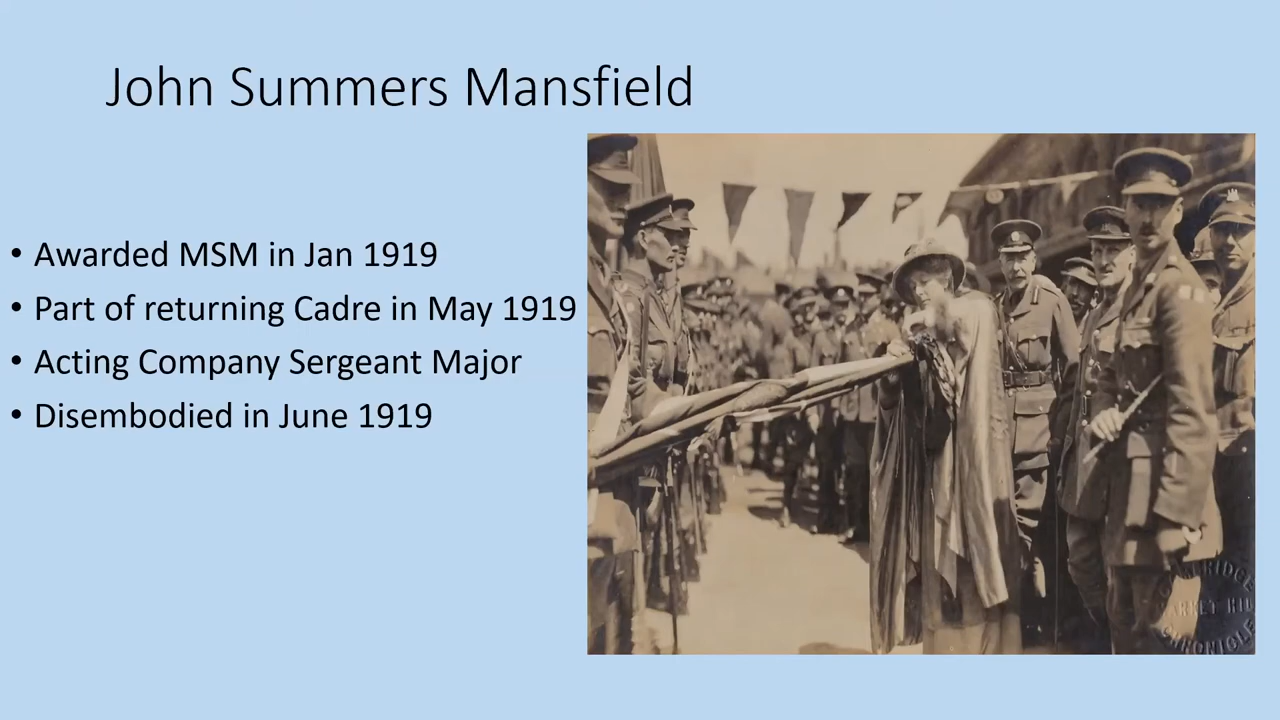 John Summers Mansfield
• Awarded MSM in Jan 1919
• Part of returning Cadre in May 1919
• Acting Company Sergeant Major
• Disembodied in June 1919
CHRONICLE